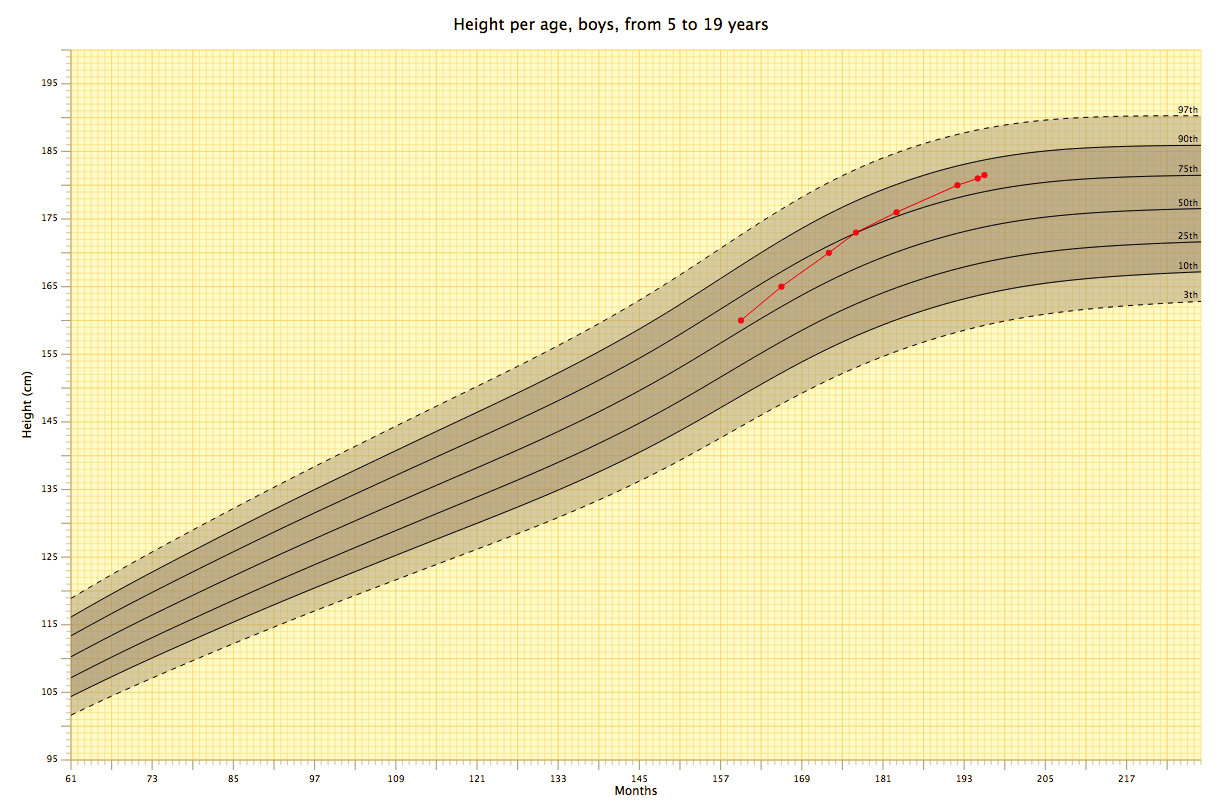 Height per age, boys, from 5 to 19 years
195
185
175
165
155
145
135
125
115
105
95
Height (cm)
97th
90th
75th
50th
25th
10th
3th
61 73 85 97 109 121 133 145 157 169 181 193 205 217
Months